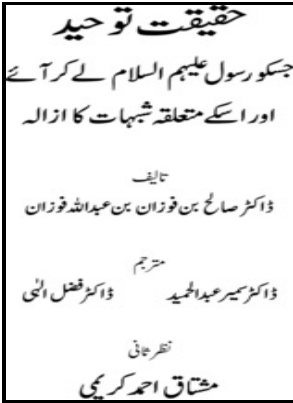 حقیقت توحید
جسکو رسول علیہم السلام لے کر آئے
اور اسکے متعلقہ شبہات کا ازالہ
تالیف
ڈاکٹر صالح بن فوزان بن عبداللہ فوزان
مترجم
ڈاکٹر سمیر عبدالحمید ڈاکٹر فضل الٰہی
نظر ثانی
مشتاق احمد کریمی